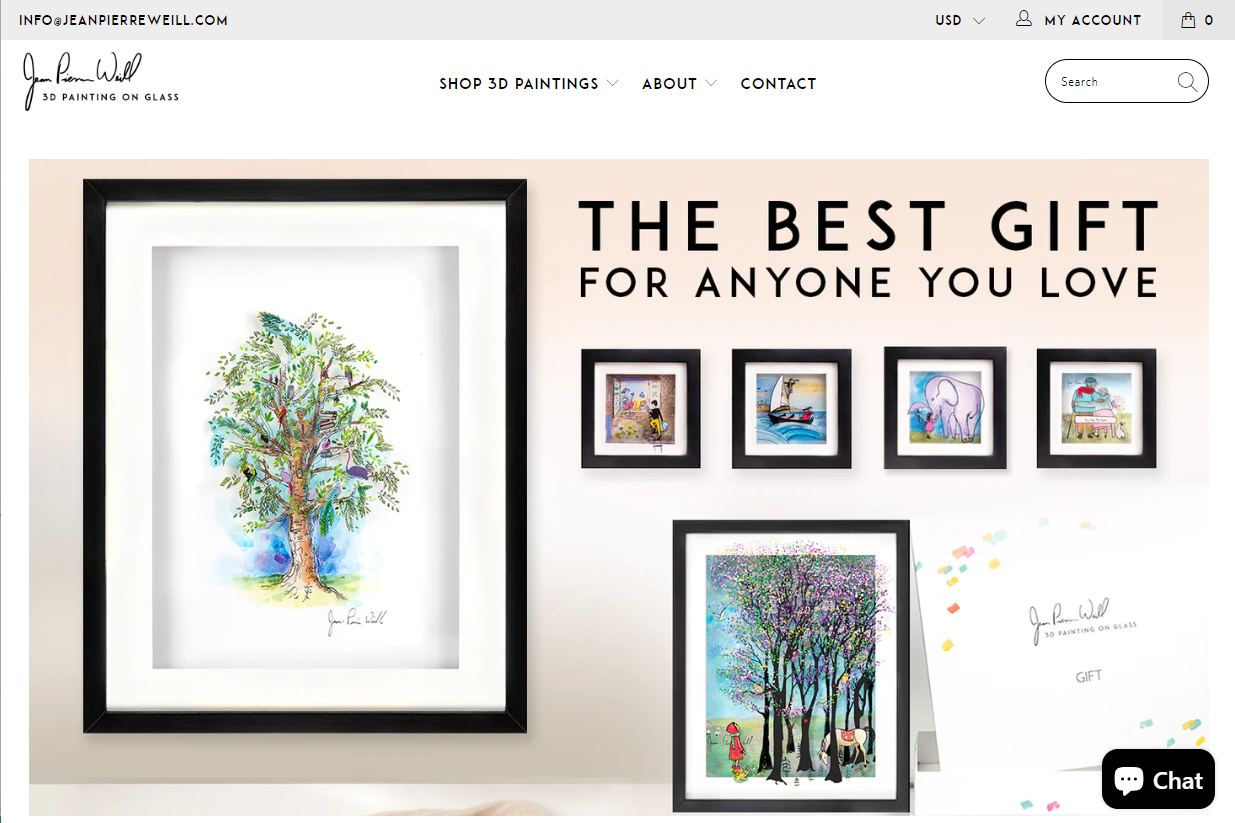 INFO@JEANPIERREWEILL.COM
USD
MY ACCOUNT
0
Jean Pierre Weill
3D PAINTING ON GLASS
SHOP 3D PAINTINGS
ABOUT
CONTACT
Search
THE BEST GIFT
FOR ANYONE YOU LOVE
Jean Pierre Weill
Jean Pierre Weill
3D PAINTING ON GLASS
GIFT
Chat